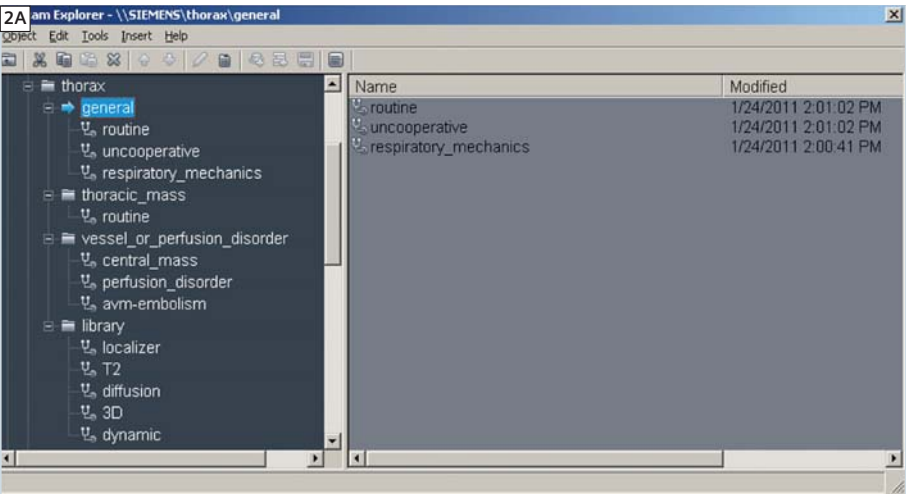 2A
am Explorer - \\SIEMENS\thorax\general
Object Edit Tools Insert Help
thorax
general
routine
uncooperative
respiratory_mechanics
thoracic_mass
routine
vessel_or_perfusion_disorder
central_mass
perfusion_disorder
avm-embolism
library
localizer
T2
diffusion
3D
dynamic
Name Modified
routine 1/24/2011 2:01:02 PM
uncooperative 1/24/2011 2:01:02 PM
respiratory_mechanics 1/24/2011 2:00:41 PM